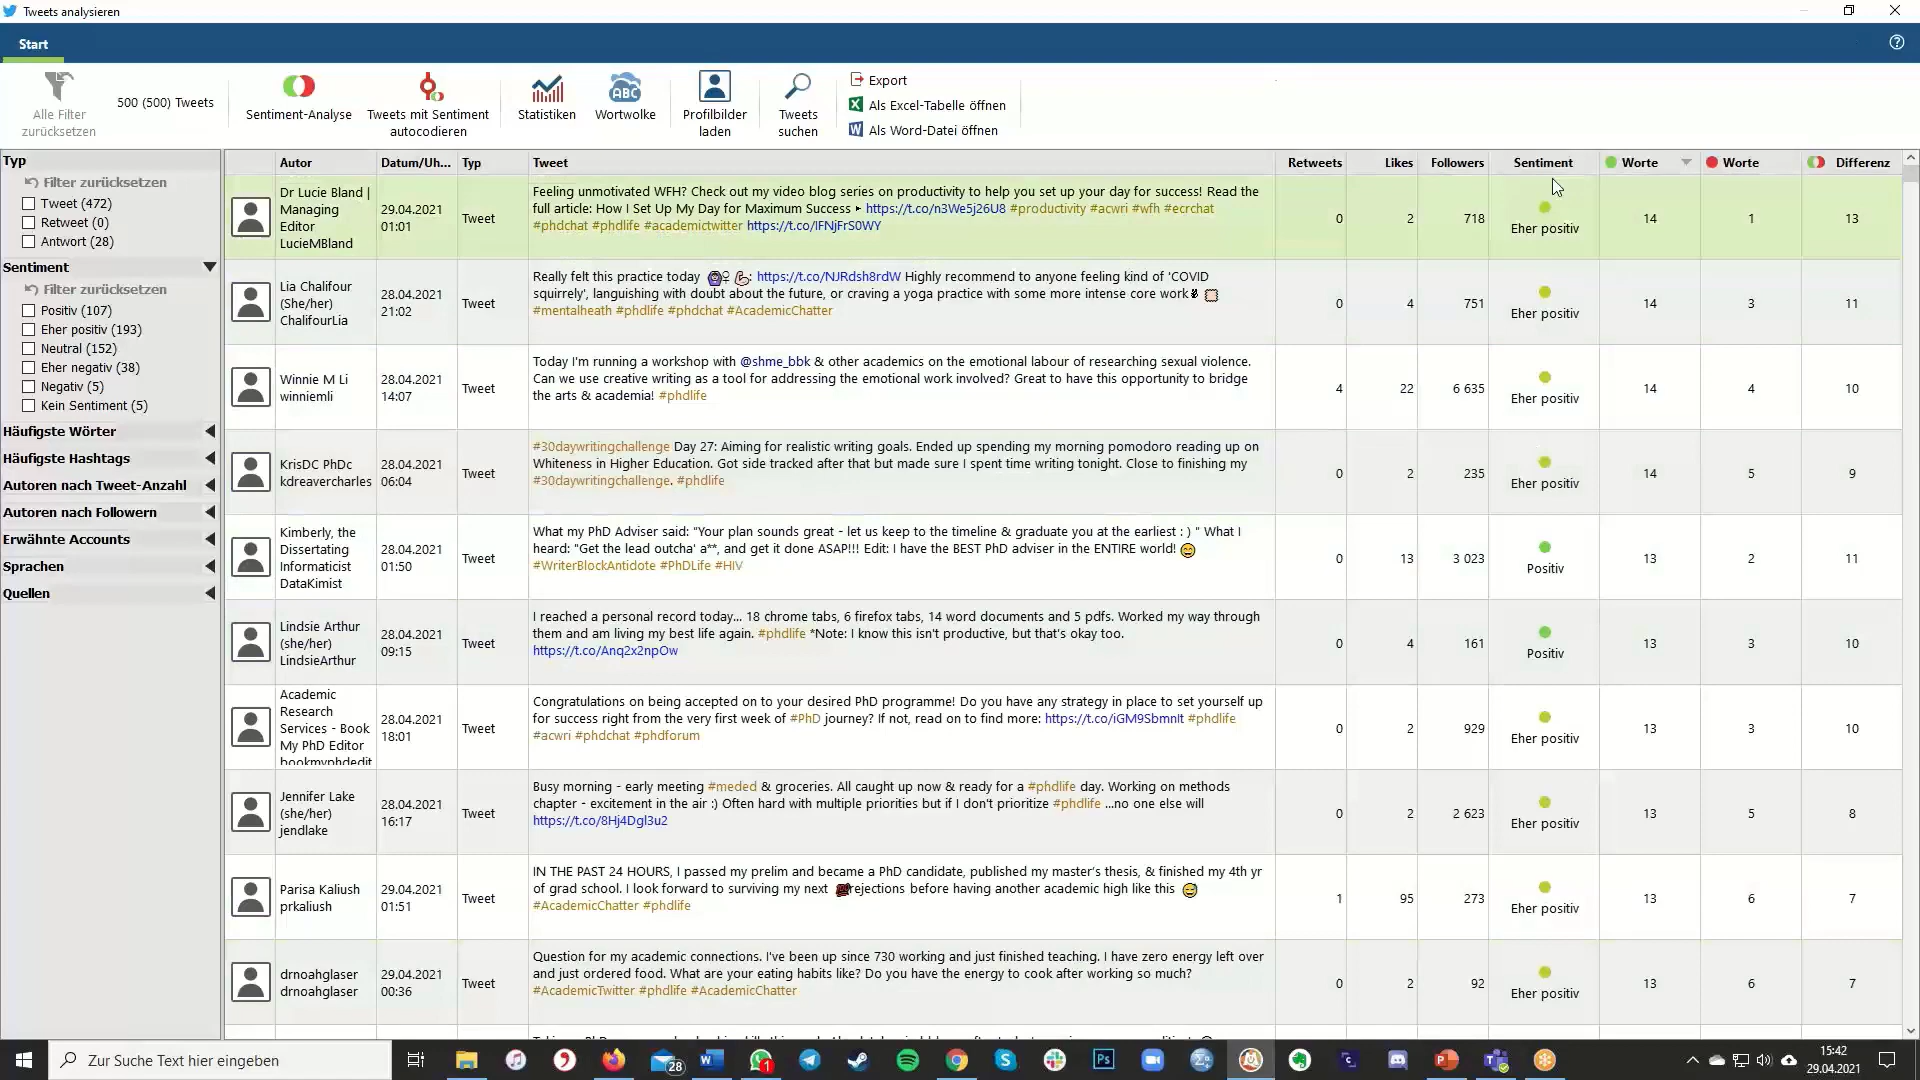 Tweets analysieren
Start
Alle Filter
zurücksetzen
500 (500) Tweets
Sentiment-Analyse
Tweets mit Sentiment
autocodieren
Statistiken
ABC
Wortwolke
Profilbilder
laden
Tweets
suchen
Export
Als Excel-Tabelle öffnen
Als Word-Datei öffnen
Typ
Filter zurücksetzen
Tweet (472)
Retweet (0)
Antwort (28)
Sentiment
Filter zurücksetzen
Positiv (107)
Eher positiv (193)
Neutral (152)
Eher negativ (38)
Negativ (5)
Kein Sentiment (5)
Häufigste Wörter
Häufigste Hashtags
Autoren nach Tweet-Anzahl
Autoren nach Followern
Erwähnte Accounts
Sprachen
Quellen
Autor Datum/Uh... Typ Tweet Retweets Likes Followers Sentiment Worte Worte Differenz
Dr Lucie Bland |
Managing
Editor
LucieMBland
29.04.2021
01:01
Tweet
Feeling unmotivated WFH? Check out my video blog series on productivity to help you set up your day for success! Read the
full article: How I Set Up My Day for Maximum Success ▸ https://t.co/n3We5j26U8 #productivity #acwri #wfh #ecrchat
#phdchat #phdlife #academictwitter https://t.co/lFNjFrS0WY
0 2 718 Eher positiv 14 1 13
Lia Chalifour
(She/her)
ChalifourLia
28.04.2021
21:02
Tweet
Really felt this practice today 🙆♀💪: https://t.co/NJRdsh8rdW Highly recommend to anyone feeling kind of 'COVID
squirrely', languishing with doubt about the future, or craving a yoga practice with some more intense core work
#mentalheath #phdlife #phdchat #AcademicChatter
0 4 751 Eher positiv 14 3 11
Winnie M Li
winniemli
28.04.2021
14:07
Tweet
Today I'm running a workshop with @shme_bbk & other academics on the emotional labour of researching sexual violence.
Can we use creative writing as a tool for addressing the emotional work involved? Great to have this opportunity to bridge
the arts & academia! #phdlife
4 22 6 635 Eher positiv 14 4 10
KrisDC PhDc
kdreavercharles
28.04.2021
06:04
Tweet
#30daywritingchallenge Day 27: Aiming for realistic writing goals. Ended up spending my morning pomodoro reading up on
Whiteness in Higher Education. Got side tracked after that but made sure I spent time writing tonight. Close to finishing my
#30daywritingchallenge. #phdlife
0 2 235 Eher positiv 14 5 9
Kimberly, the
Dissertating
Informaticist
DataKimist
28.04.2021
01:50
Tweet
What my PhD Adviser said: "Your plan sounds great - let us keep to the timeline & graduate you at the earliest : ) " What I
heard: "Get the lead outcha' a**, and get it done ASAP!!! Edit: I have the BEST PhD adviser in the ENTIRE world! 😄
#WriterBlockAntidote #PhDLife #HIV
0 13 3 023 Positiv 13 2 11
Lindsie Arthur
(she/her)
LindsieArthur
28.04.2021
09:15
Tweet
I reached a personal record today... 18 chrome tabs, 6 firefox tabs, 14 word documents and 5 pdfs. Worked my way through
them and am living my best life again. #phdlife *Note: I know this isn't productive, but that's okay too.
https://t.co/Anq2x2npOw
0 4 161 Positiv 13 3 10
Academic
Research
Services - Book
My PhD Editor
bookmyphdedit
28.04.2021
18:01
Tweet
Congratulations on being accepted on to your desired PhD programme! Do you have any strategy in place to set yourself up
for success right from the very first week of #PhD journey? If not, read on to find more: https://t.co/iGM9SbmnIt #phdlife
#acwri #phdchat #phdforum
0 2 929 Eher positiv 13 3 10
Jennifer Lake
(she/her)
jendlake
28.04.2021
16:17
Tweet
Busy morning - early meeting #meded & groceries. All caught up now & ready for a #phdlife day. Working on methods
chapter - excitement in the air :) Often hard with multiple priorities but if I don't prioritize #phdlife ...no one else will
https://t.co/8Hj4Dgl3u2
0 2 2 623 Eher positiv 13 5 8
Parisa Kaliush
prkaliush
29.04.2021
01:51
Tweet
IN THE PAST 24 HOURS, I passed my prelim and became a PhD candidate, published my master's thesis, & finished my 4th yr
of grad school. I look forward to surviving my next rejections before having another academic high like this 😅
#AcademicChatter #phdlife
1 95 273 Eher positiv 13 6 7
drnoahglaser
drnoahglaser
29.04.2021
00:36
Tweet
Question for my academic connections. I've been up since 730 working and just finished teaching. I have zero energy left over
and just ordered food. What are your eating habits like? Do you have the energy to cook after working so much?
#AcademicTwitter #phdlife #AcademicChatter
0 2 92 Eher positiv 13 6 7
Zur Suche Text hier eingeben
28
1
15:42
29.04.2021